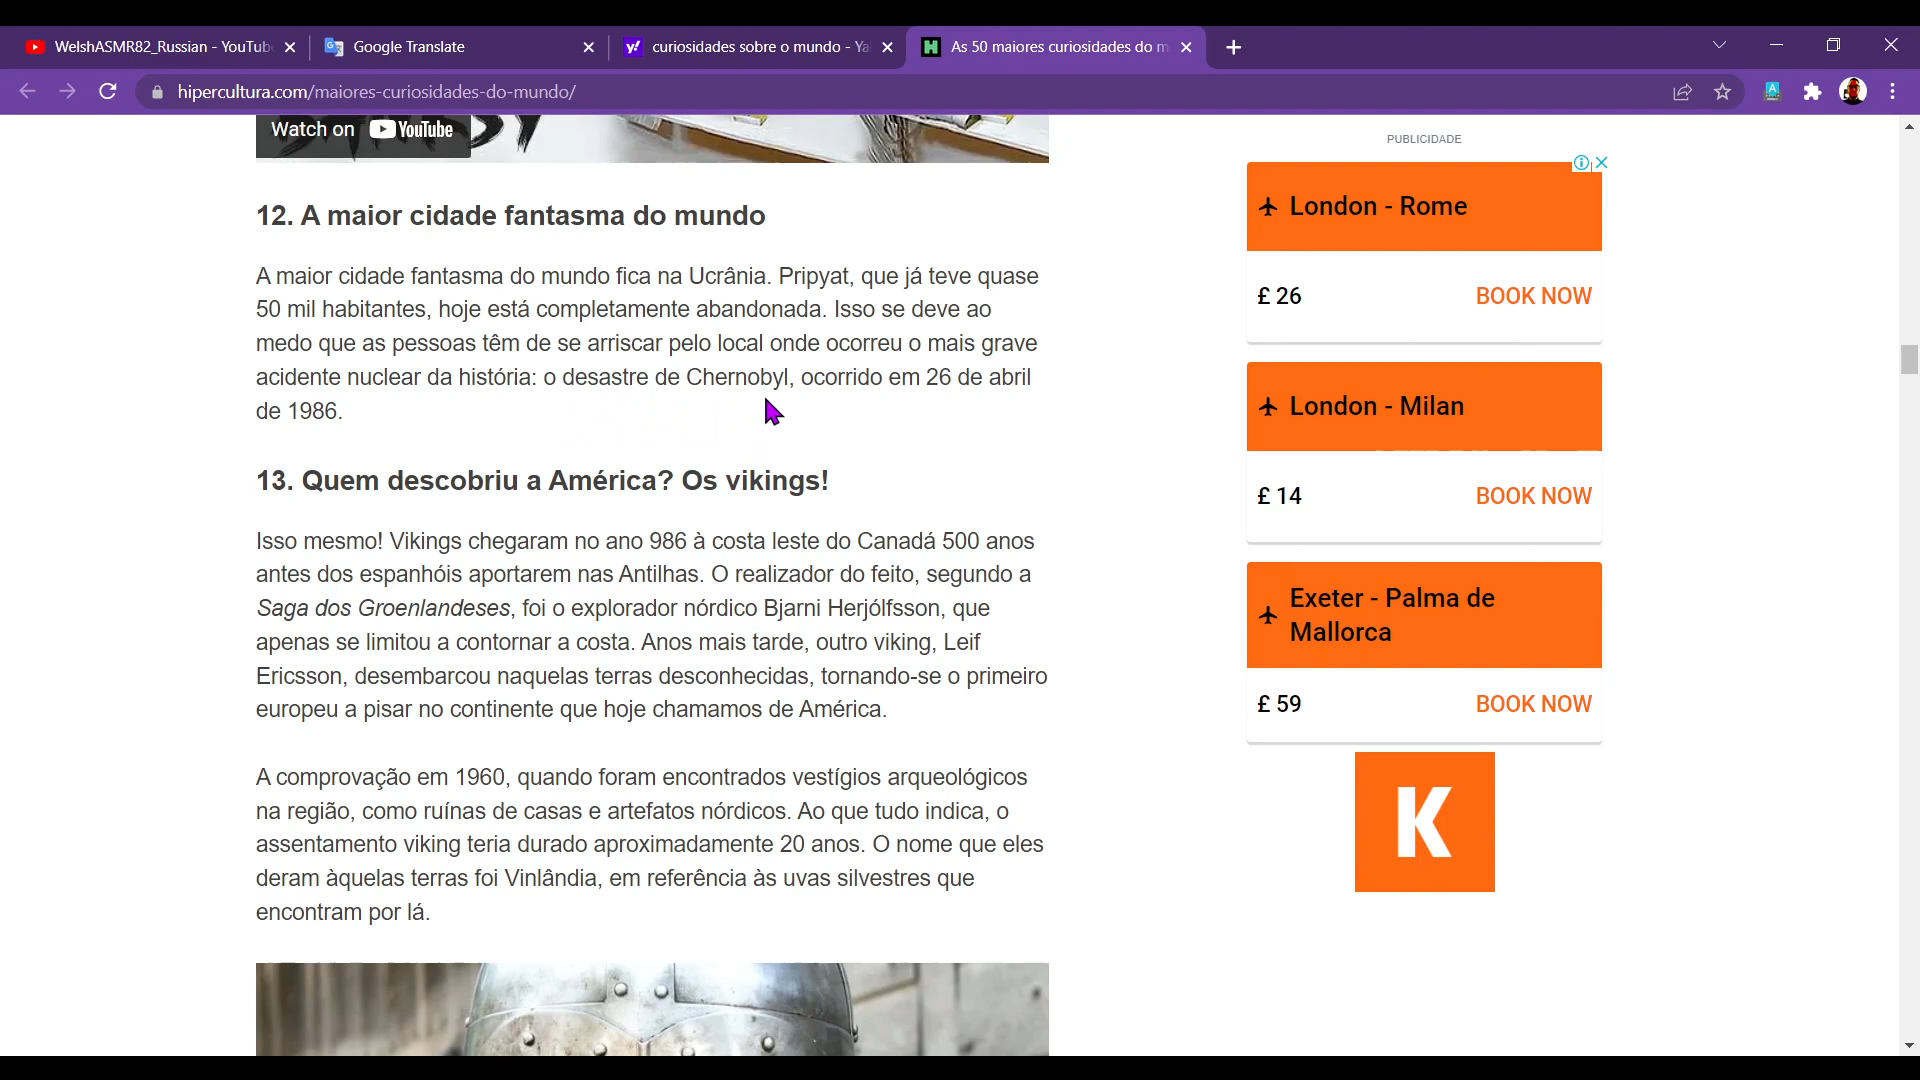 WelshASMR82_Russian - YouTub
Google Translate
curiosidades sobre o mundo - Ya
As 50 maiores curiosidades do m
hipercultura.com/maiores-curiosidades-do-mundo/
Watch on YouTube
12. A maior cidade fantasma do mundo
A maior cidade fantasma do mundo fica na Ucrânia. Pripyat, que já teve quase
50 mil habitantes, hoje está completamente abandonada. Isso se deve ao
medo que as pessoas têm de se arriscar pelo local onde ocorreu o mais grave
acidente nuclear da história: o desastre de Chernobyl, ocorrido em 26 de abril
de 1986.
13. Quem descobriu a América? Os vikings!
Isso mesmo! Vikings chegaram no ano 986 à costa leste do Canadá 500 anos
antes dos espanhóis aportarem nas Antilhas. O realizador do feito, segundo a
Saga dos Groenlandeses, foi o explorador nórdico Bjarni Herjólfsson, que
apenas se limitou a contornar a costa. Anos mais tarde, outro viking, Leif
Ericsson, desembarcou naquelas terras desconhecidas, tornando-se o primeiro
europeu a pisar no continente que hoje chamamos de América.
A comprovação em 1960, quando foram encontrados vestígios arqueológicos
na região, como ruínas de casas e artefatos nórdicos. Ao que tudo indica, o
assentamento viking teria durado aproximadamente 20 anos. O nome que eles
deram àquelas terras foi Vinlândia, em referência às uvas silvestres que
encontram por lá.
PUBLICIDADE
London - Rome
£ 26 BOOK NOW
London - Milan
£ 14 BOOK NOW
Exeter - Palma de
Mallorca
£ 59 BOOK NOW
K